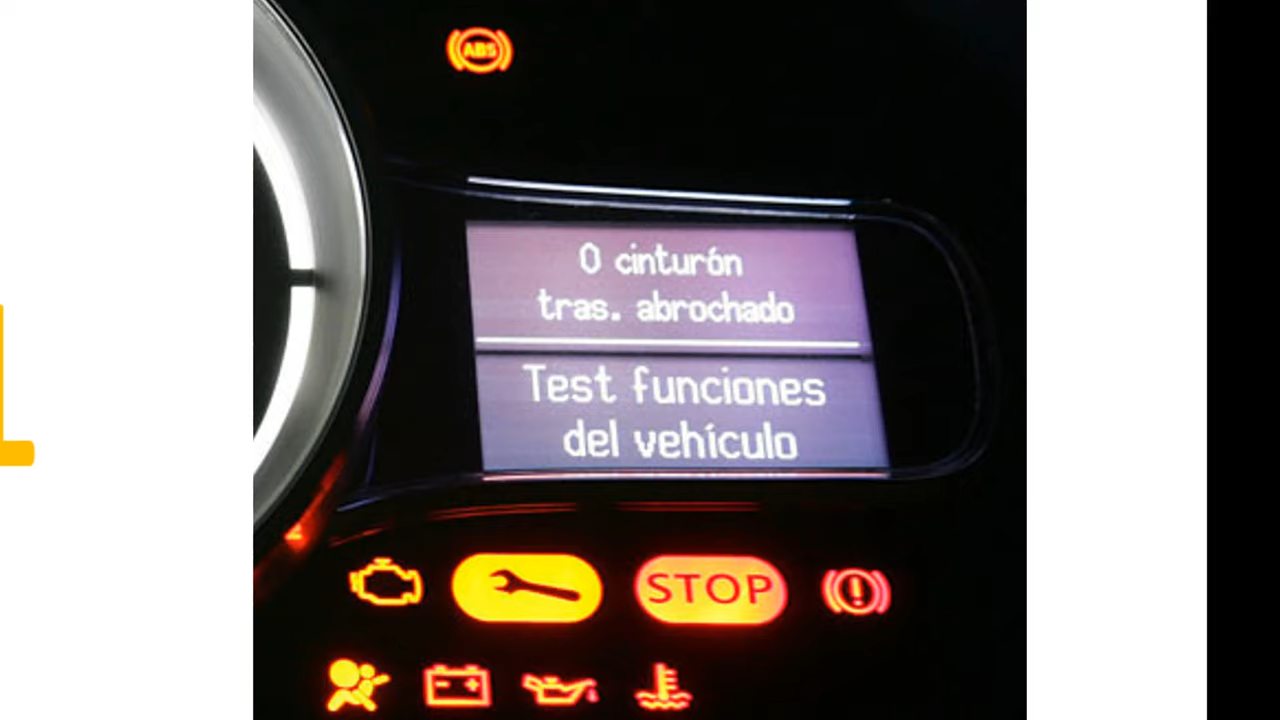 ABS
0 cinturón
tras. abrochado
Test funciones
del vehículo
STOP